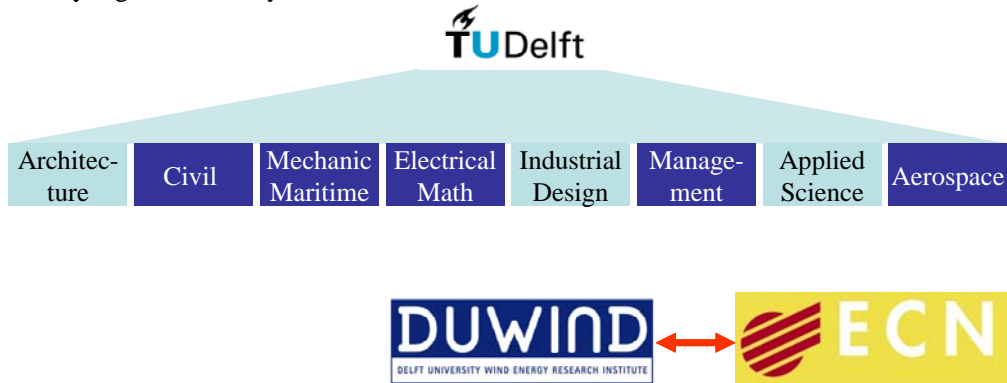 TUDelft
Architec-
ture
Civil
Mechanic
Maritime
Electrical
Math
Industrial
Design
Manage-
ment
Applied
Science
Aerospace
DUWIND
DELFT UNIVERSITY WIND ENERGY RESEARCH INSTITUTE
ECN